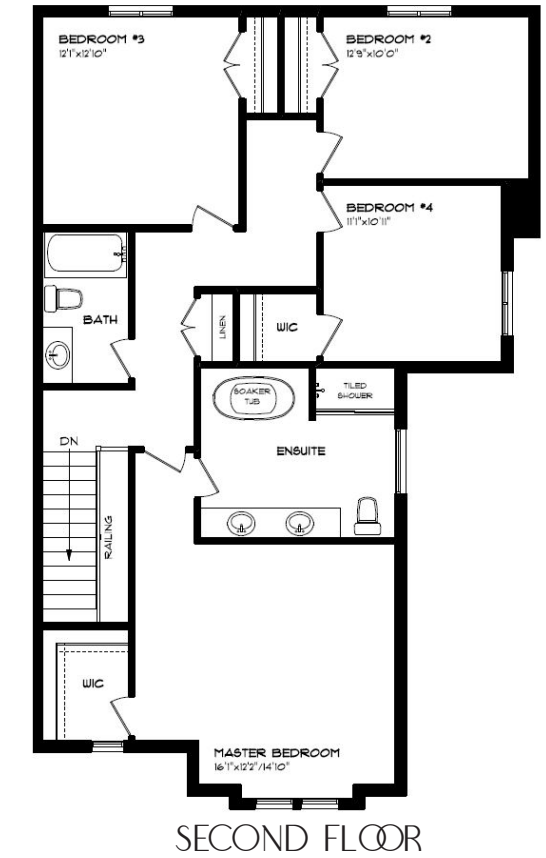 BEDROOM #3
12'1"x12'10"
BEDROOM #2
12'9"x10'0"
BEDROOM #4
11'1"x10'11"
BATH
LINEN
WIC
SOAKER
TUB
TILED
SHOWER
ENSUITE
DN
RAILING
WIC
MASTER BEDROOM
16'1"x12'2"/14'10"
SECOND FLOOR